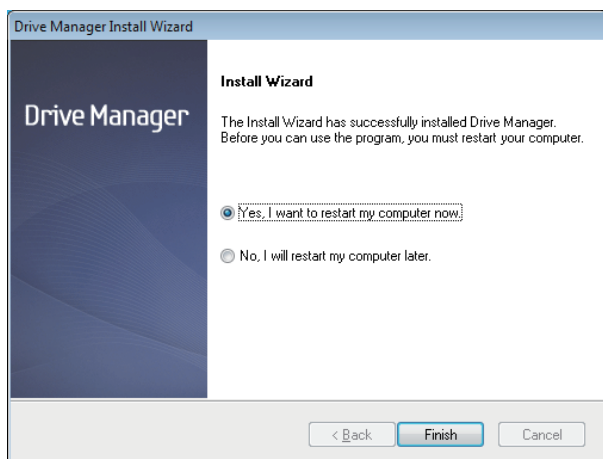 Drive Manager Install Wizard
Drive Manager
Install Wizard
The Install Wizard has successfully installed Drive Manager.
Before you can use the program, you must restart your computer.
Yes, I want to restart my computer now.
No, I will restart my computer later.
< Back
Finish
Cancel